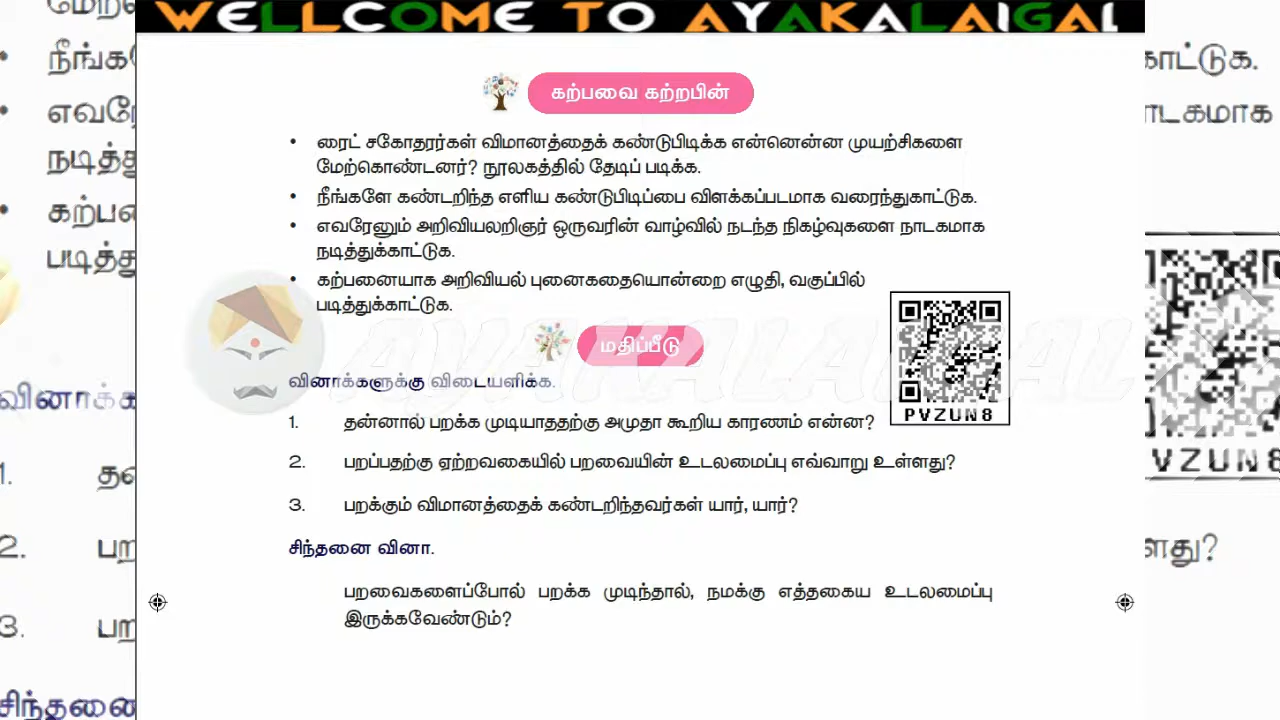 WELLCOME TO AYAKALAIGAL
கற்பவை கற்றபின்
• ரைட் சகோதரர்கள் விமானத்தைக் கண்டுபிடிக்க என்னென்ன முயற்சிகளை
மேற்கொண்டனர்? நூலகத்தில் தேடிப் படிக்க.
• நீங்களே கண்டறிந்த எளிய கண்டுபிடிப்பை விளக்கப்படமாக வரைந்துகாட்டுக.
• எவரேனும் அறிவியலறிஞர் ஒருவரின் வாழ்வில் நடந்த நிகழ்வுகளை நாடகமாக
நடித்துக்காட்டுக.
• கற்பனையாக அறிவியல் புனைகதையொன்றை எழுதி, வகுப்பில்
படித்துக்காட்டுக.
மதிப்பீடு
AYAKALAIGAL
வினாக்களுக்கு விடையளிக்க.
PVZUN8
1. தன்னால் பறக்க முடியாததற்கு அமுதா கூறிய காரணம் என்ன?
2. பறப்பதற்கு ஏற்றவகையில் பறவையின் உடலமைப்பு எவ்வாறு உள்ளது?
3. பறக்கும் விமானத்தைக் கண்டறிந்தவர்கள் யார், யார்?
சிந்தனை வினா.
பறவைகளைப்போல் பறக்க முடிந்தால், நமக்கு எத்தகைய உடலமைப்பு
இருக்கவேண்டும்?